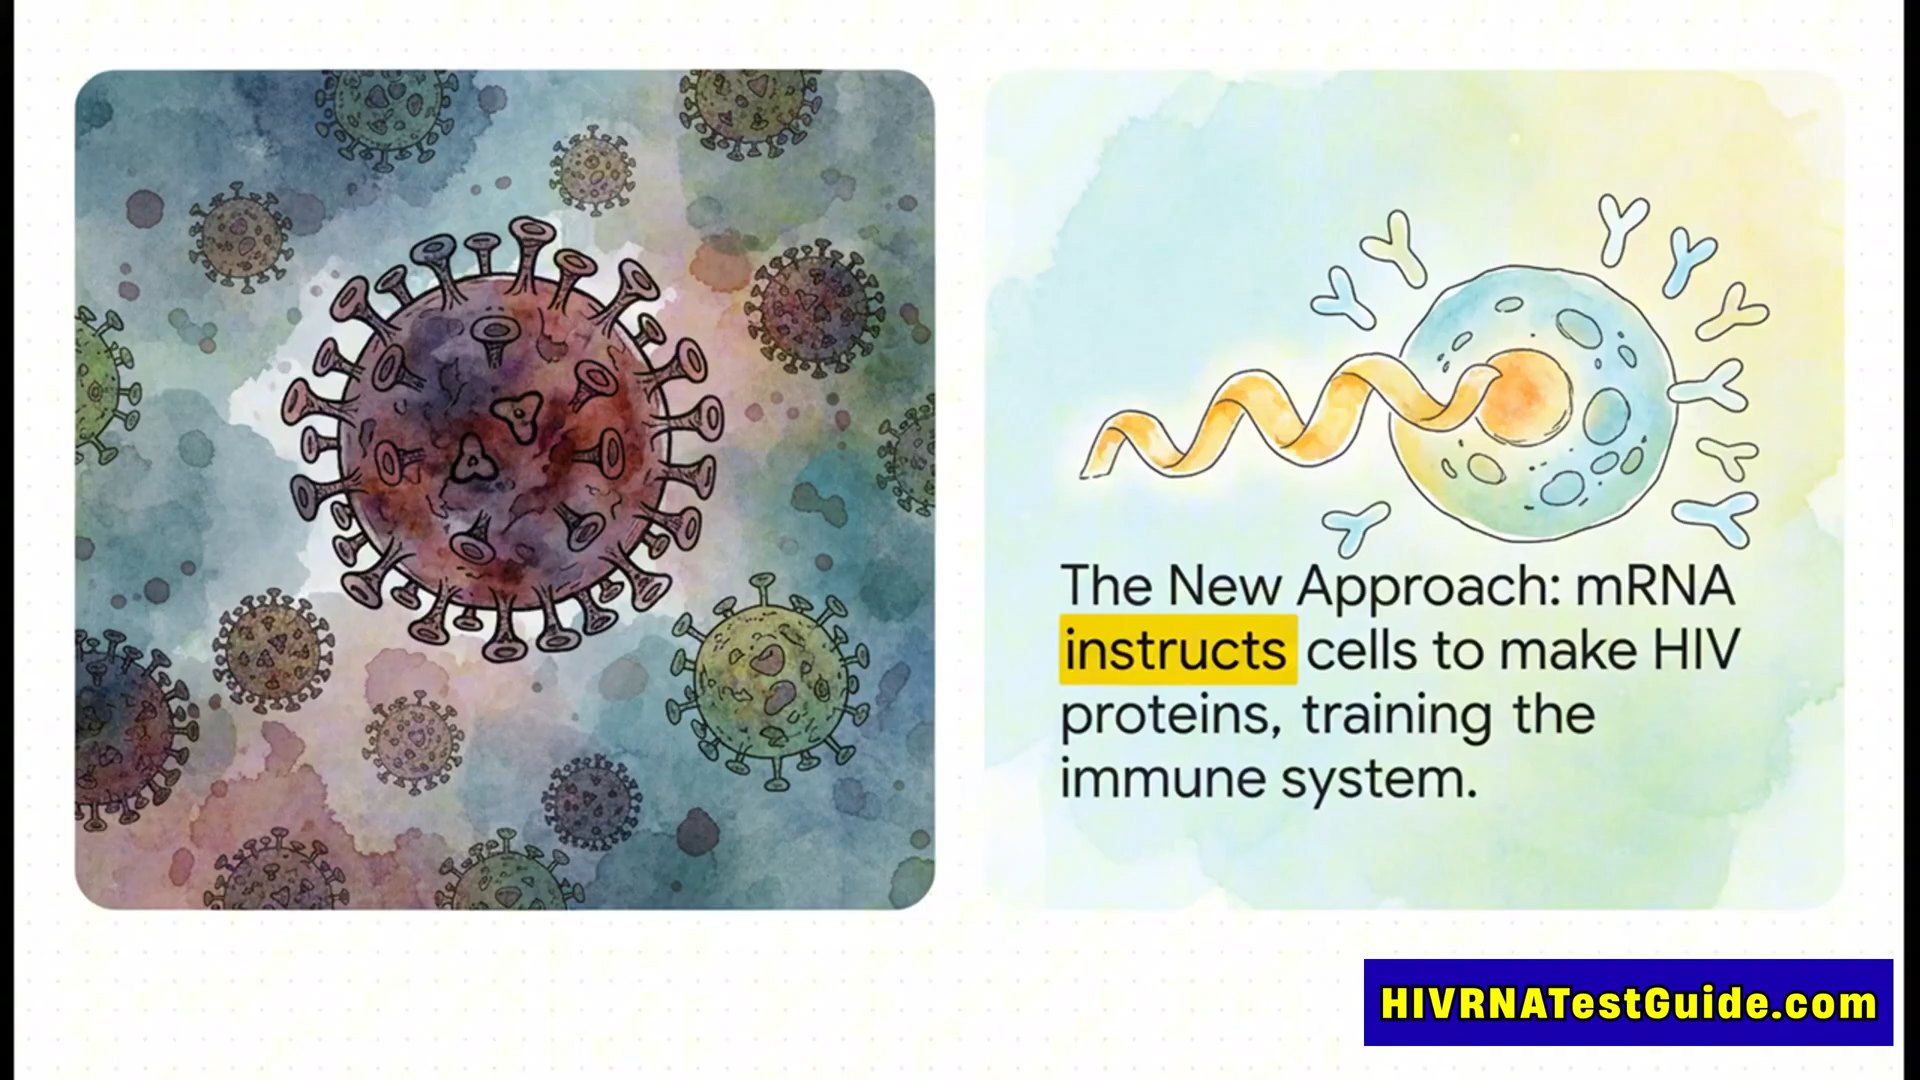 The New Approach: mRNA
instructs cells to make HIV
proteins, training the
immune system.
HIVRNATestGuide.com